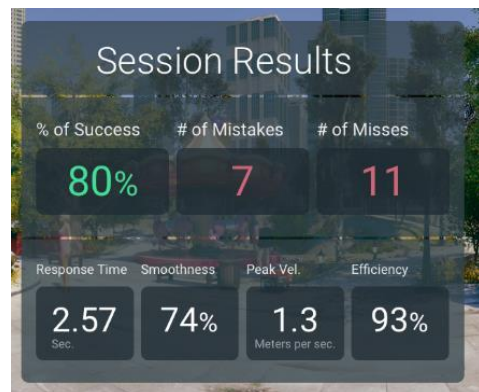 Session Results
% of Success # of Mistakes # of Misses
80% 7 11
Response Time Smoothness Peak Vel. Efficiency
2.57 74% 1.3 93%
Sec. Meters per sec.